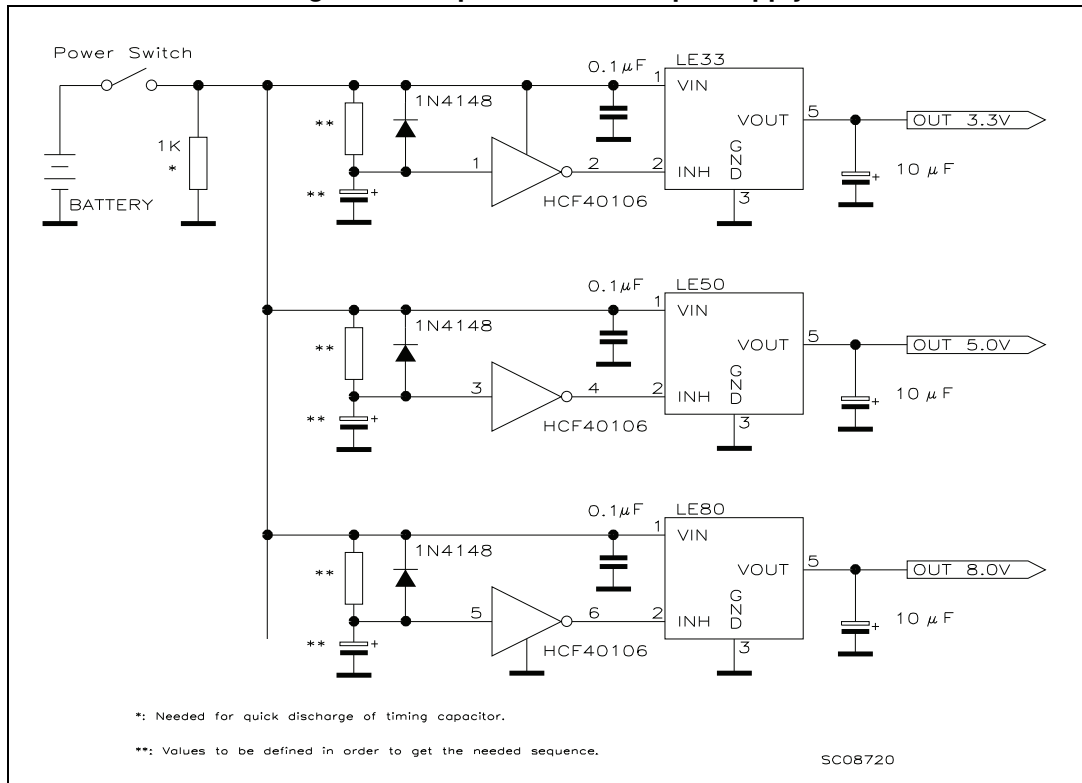 Power Switch
1K
*
BATTERY
**
1N4148
** +
1
2
HCF40106
0.1µF
LE33
1
VIN
VOUT
5
2
INH
GND
3
OUT 3.3V
+
10 µF
**
1N4148
** +
3
4
HCF40106
0.1µF
LE50
1
VIN
VOUT
5
2
INH
GND
3
OUT 5.0V
+
10 µF
**
1N4148
** +
5
6
HCF40106
0.1µF
LE80
1
VIN
VOUT
5
2
INH
GND
3
OUT 8.0V
+
10 µF
*: Needed for quick discharge of timing capacitor.
**: Values to be defined in order to get the needed sequence.
SC08720